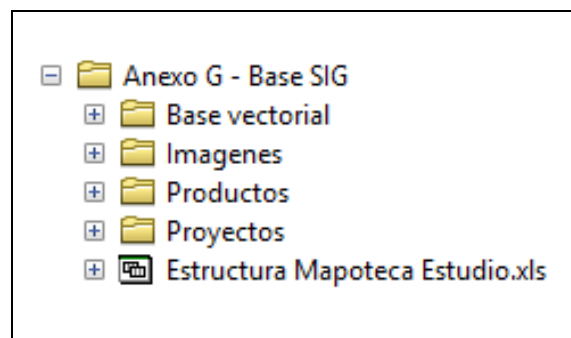 Anexo G - Base SIG
Base vectorial
Imagenes
Productos
Proyectos
Estructura Mapoteca Estudio.xls